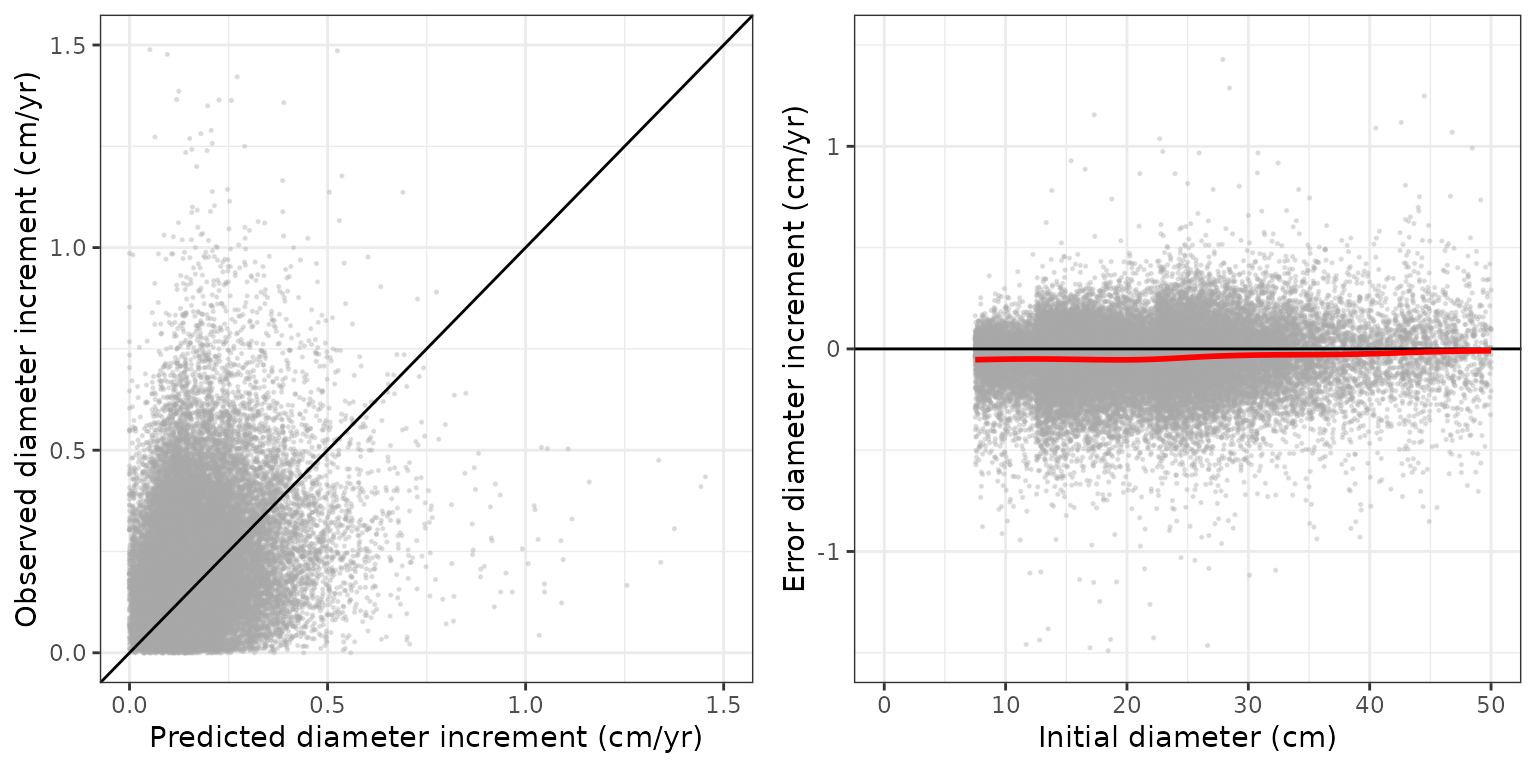 Observed diameter increment (cm/yr)
1.5
1.0
0.5
0.0
0.0 0.5 1.0 1.5
Predicted diameter increment (cm/yr)
Error diameter increment (cm/yr)
1
0
-1
0 10 20 30 40 50
Initial diameter (cm)